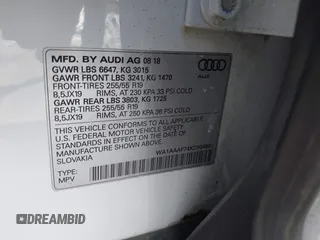 MFD. BY AUDI AG 08 18
GVWR LBS 6647, KG 3015
GAWR FRONT LBS 3241, KG 1470
FRONT-TIRES 255/55 R19
8,5JX19 RIMS, AT 230 KPA 33 PSI COLD
GAWR REAR LBS 3803, KG 1725
REAR-TIRES 255/55 R19
8,5JX19 RIMS, AT 250 KPA 36 PSI COLD
THIS VEHICLE CONFORMS TO ALL APPLICABLE
U.S. FEDERAL MOTOR VEHICLE SAFETY
STANDARDS IN EFFECT ON THE DATE OF
MANUFACTURE SHOWN ABOVE.
SLOVAKIA
TYPE:
MPV
Audi
DREAMBID